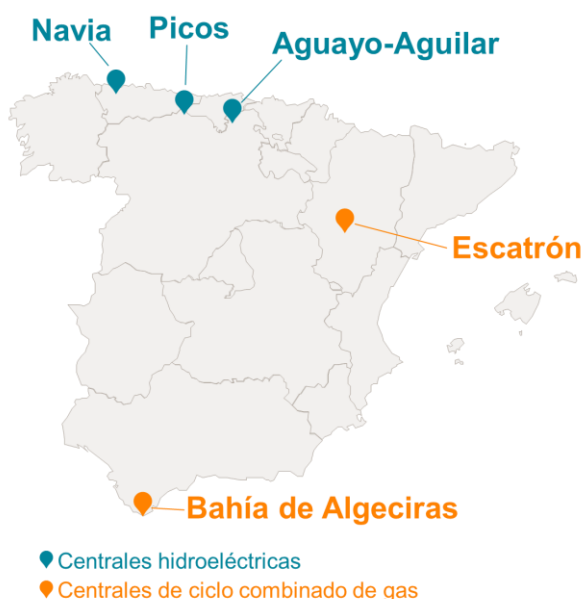 Navia
Picos
Aguayo-Aguilar
Escatrón
Bahía de Algeciras
Centrales hidroeléctricas
Centrales de ciclo combinado de gas